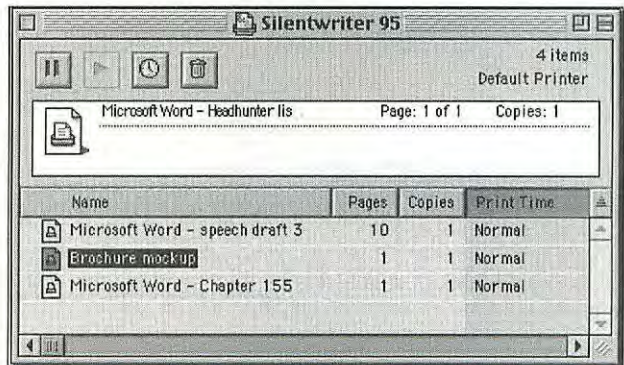 Silentwriter 95
4 items
Default Printer
Microsoft Word - Headhunter lis Page: 1 of 1 Copies: 1
Name Pages Copies Print Time
Microsoft Word - speech draft 3 10 1 Normal
Brochure mockup 1 1 Normal
Microsoft Word - Chapter 155 1 1 Normal